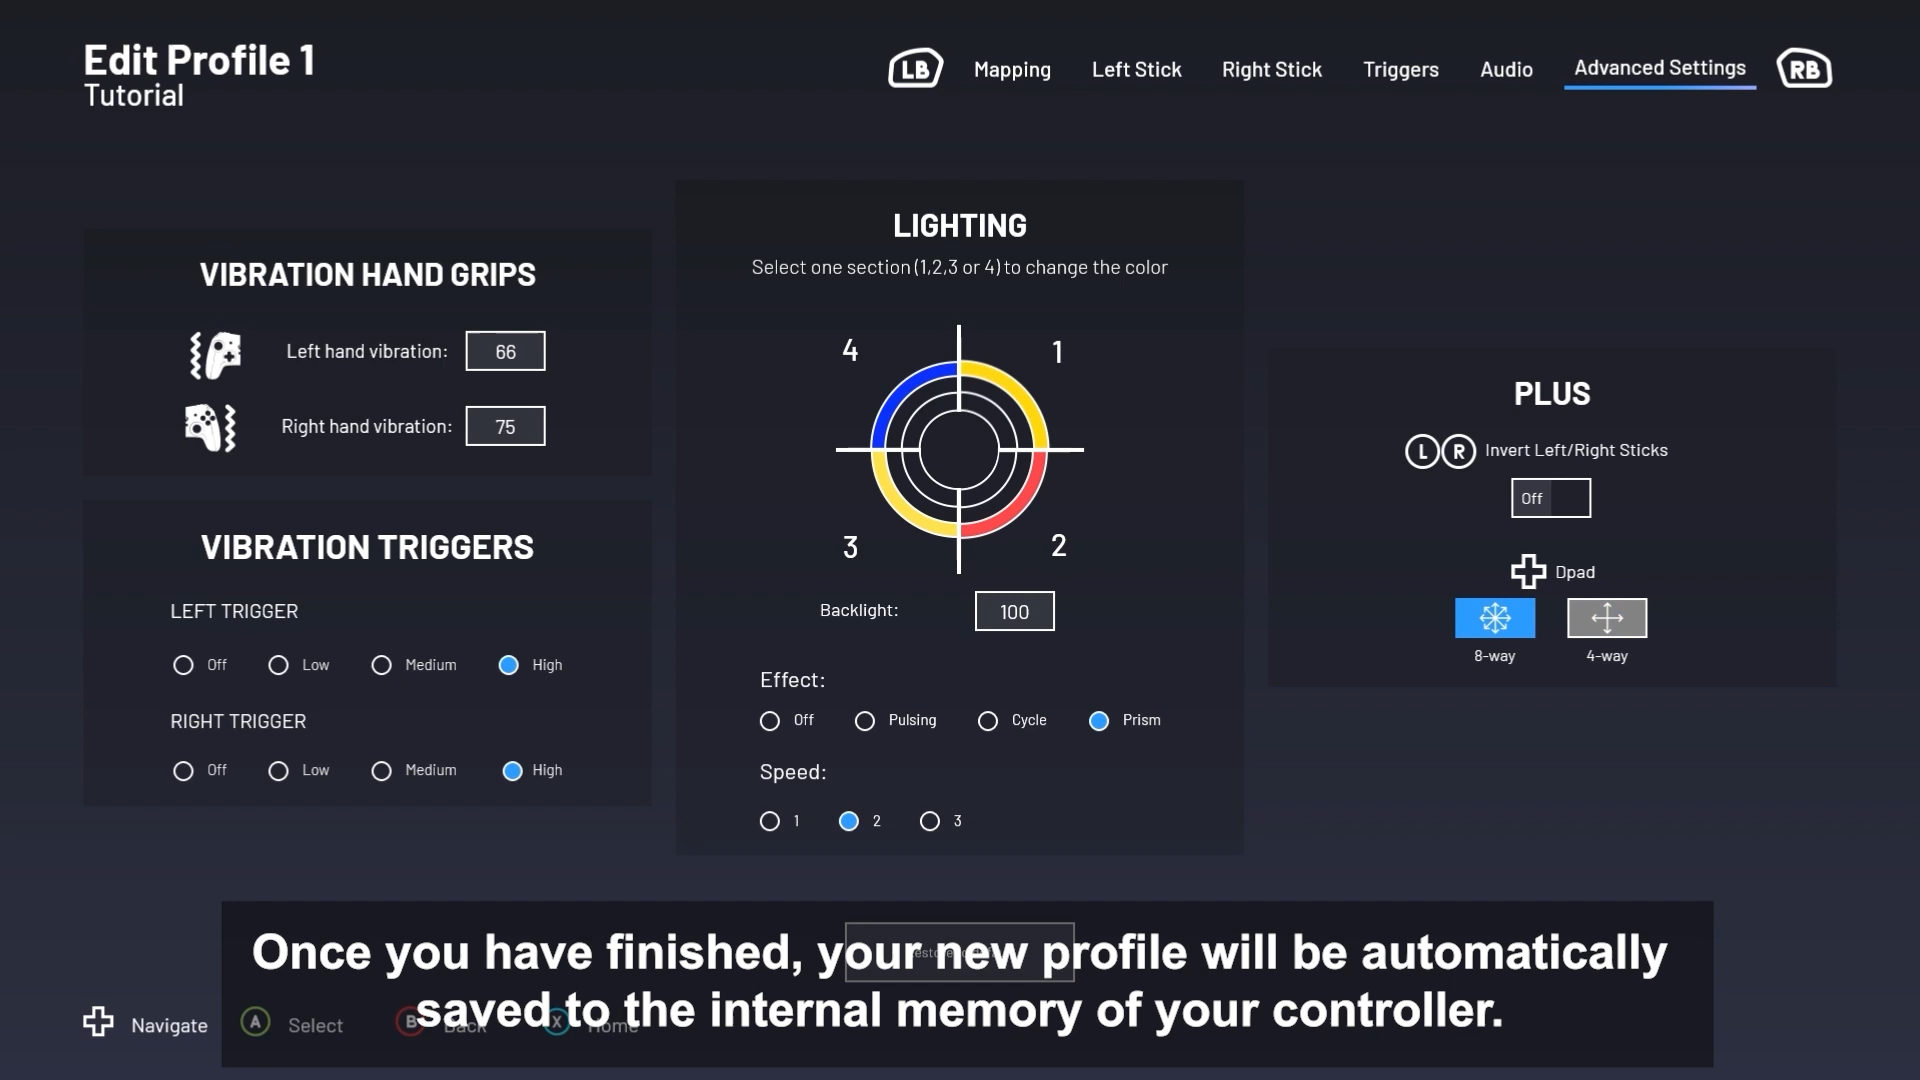 Edit Profile 1
Tutorial
LB
Mapping
Left Stick
Right Stick
Triggers
Audio
Advanced Settings
RB
VIBRATION HAND GRIPS
Left hand vibration: 66
Right hand vibration: 75
VIBRATION TRIGGERS
LEFT TRIGGER
Off Low Medium High
RIGHT TRIGGER
Off Low Medium High
LIGHTING
Select one section (1,2,3 or 4) to change the color
4 1
3 2
Backlight: 100
Effect:
Off Pulsing Cycle Prism
Speed:
1 2 3
PLUS
L R Invert Left/Right Sticks
Off
Dpad
8-way 4-way
Once you have finished, your new profile will be automatically
saved to the internal memory of your controller.
Navigate A Select B Back X Home